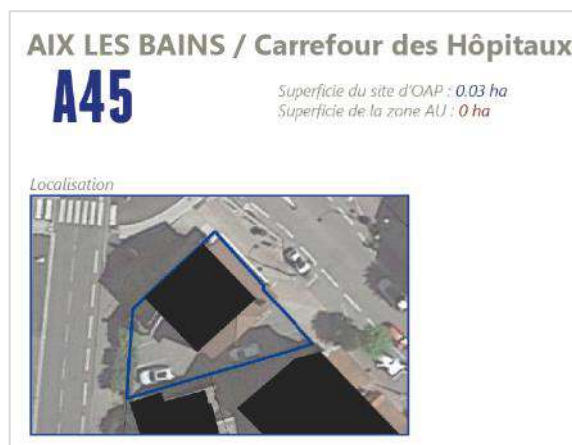 AIX LES BAINS / Carrefour des Hôpitaux
A45
Superficie du site d'OAP : 0.03 ha
Superficie de la zone AU : 0 ha
Localisation